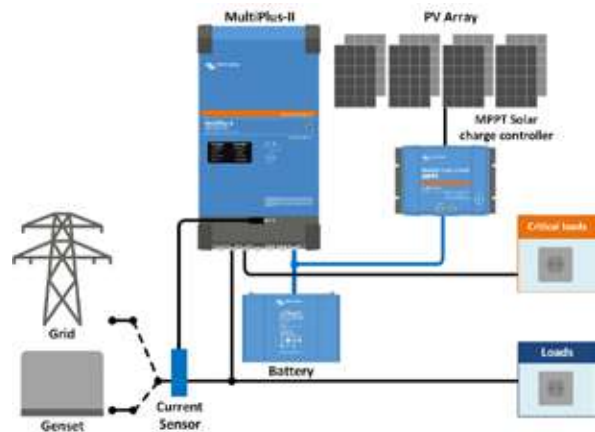 MultiPlus-II
PV Array
MPPT Solar
charge controller
Critical loads
Grid
Loads
Battery
Current
Sensor
Genset